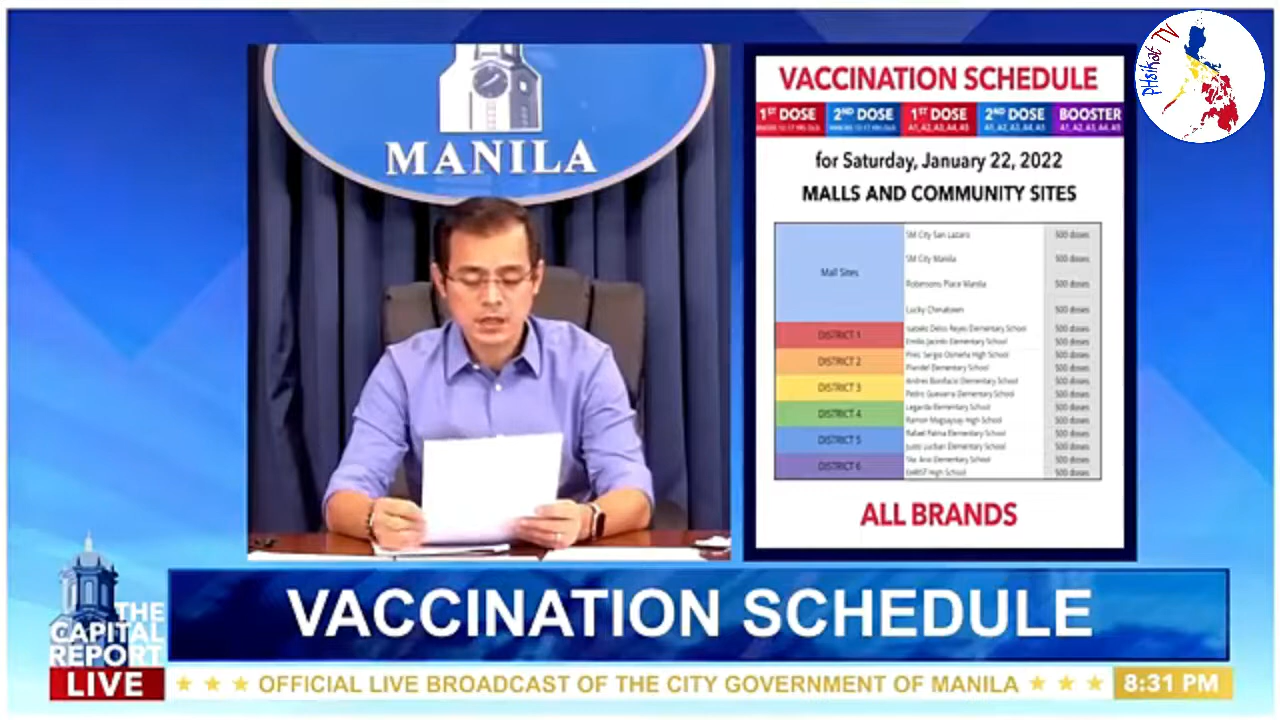 PHsikat TV
MANILA
VACCINATION SCHEDULE
1ST DOSE 2ND DOSE 1ST DOSE 2ND DOSE BOOSTER
A1, A2, A3, A4, A5 A1, A2, A3, A4, A5 A1, A2, A3, A4, A5
for Saturday, January 22, 2022
MALLS AND COMMUNITY SITES
Mall Sites
SM City San Lazaro 500 doses
SM City Manila 500 doses
Robinsons Place Manila 500 doses
Lucky Chinatown 500 doses
DISTRICT 1
Isabelo Delos Reyes Elementary School 500 doses
Emilio Jacinto Elementary School 500 doses
DISTRICT 2
Pres. Sergio Osmeña High School 500 doses
Plaridel Elementary School 500 doses
DISTRICT 3
Andres Bonifacio Elementary School 500 doses
Pedro Guevarra Elementary School 500 doses
DISTRICT 4
Legarda Elementary School 500 doses
Ramon Magsaysay High School 500 doses
DISTRICT 5
Rafael Palma Elementary School 500 doses
Justo Lukban Elementary School 500 doses
DISTRICT 6
Sta. Ana Elementary School 500 doses
EARIST High School 500 doses
ALL BRANDS
VACCINATION SCHEDULE
THE
CAPITAL
REPORT
LIVE
OFFICIAL LIVE BROADCAST OF THE CITY GOVERNMENT OF MANILA
8:31 PM